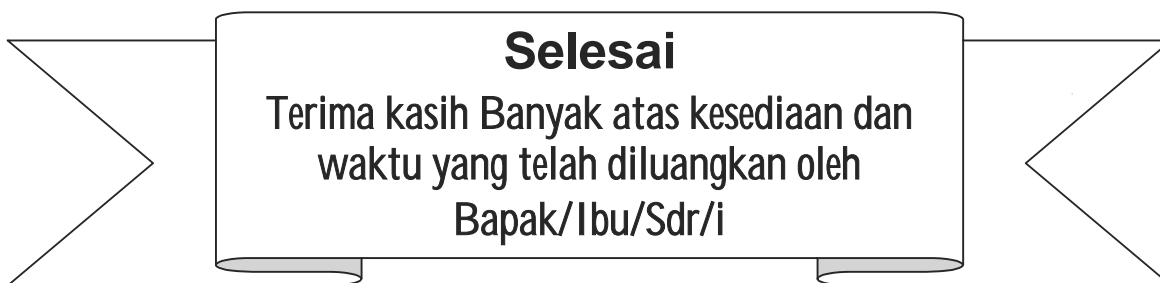 Selesai
Terima kasih Banyak atas kesediaan dan
waktu yang telah diluangkan oleh
Bapak/Ibu/Sdr/i